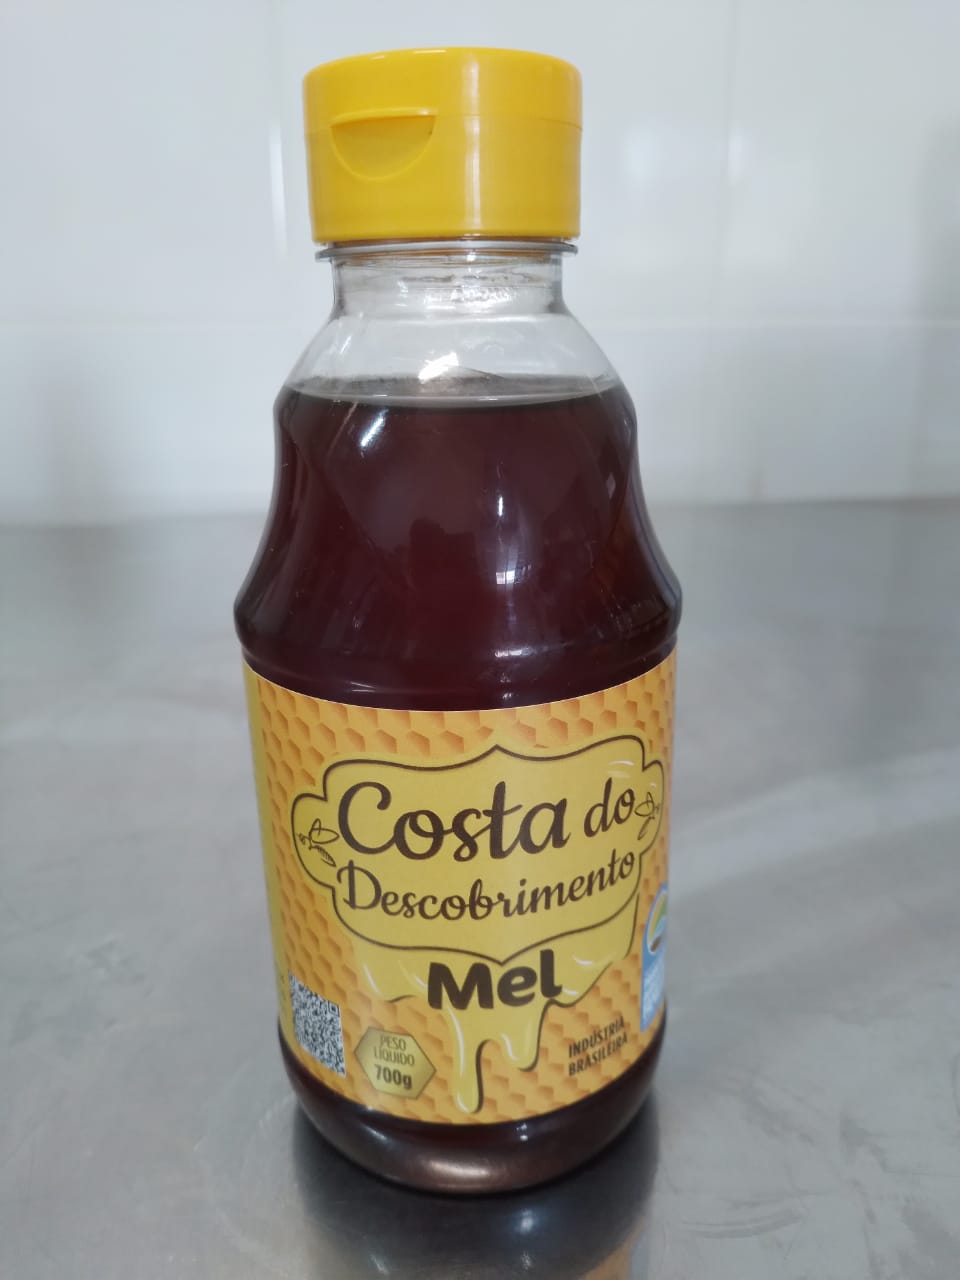 Costa do
Descobrimento
Mel
PESO
LÍQUIDO
700g
INDÚSTRIA
BRASILEIRA